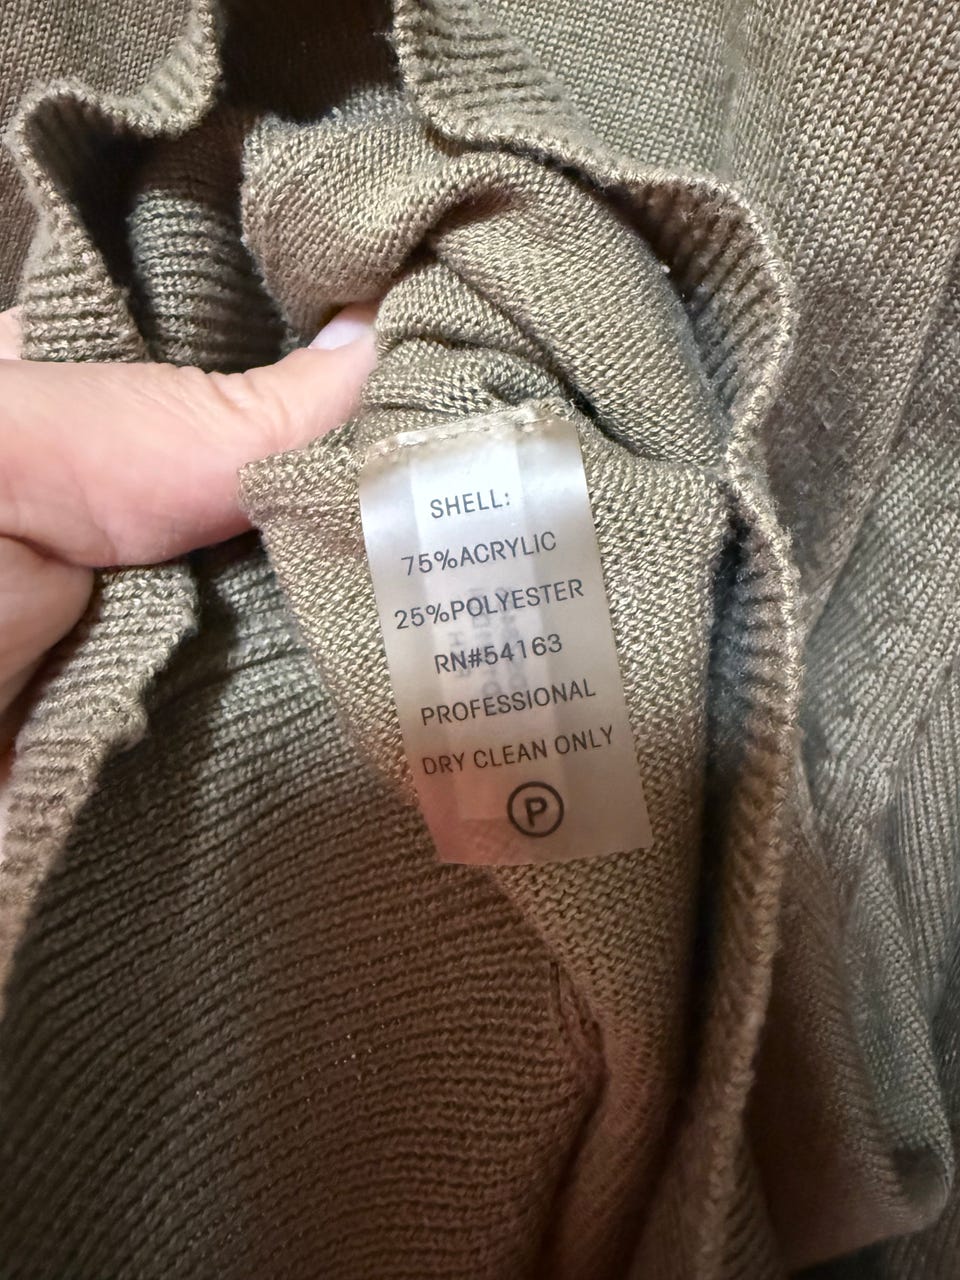 SHELL:
75%ACRYLIC
25%POLYESTER
RN#54163
PROFESSIONAL
DRY CLEAN ONLY
P